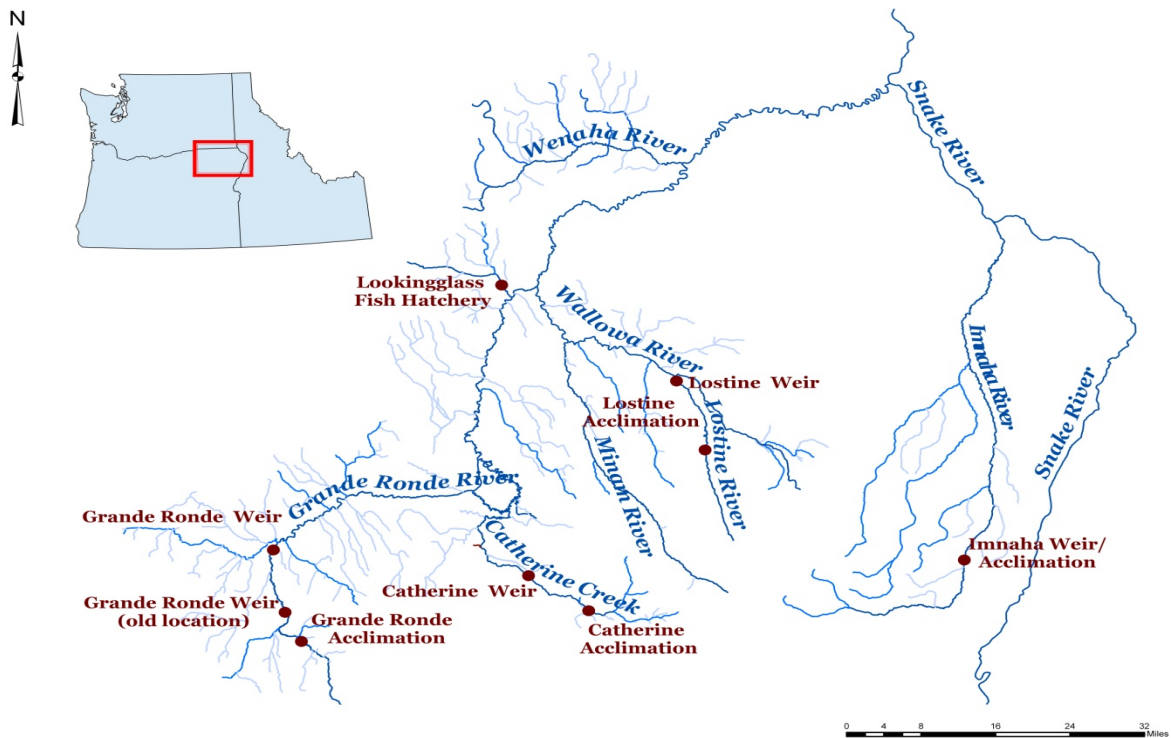 N
Snake River
Wenaha River
Lookingglass
Fish Hatchery
Wallowa River
Lostine Weir
Lostine
Acclimation
Lostine River
Minam River
Imnaha River
Snake River
Grande Ronde River
Grande Ronde Weir
Catherine Creek
Imnaha Weir/
Acclimation
Catherine Weir
Grande Ronde Weir
(old location)
Grande Ronde
Acclimation
Catherine
Acclimation
0 4 8 16 24 32
Miles